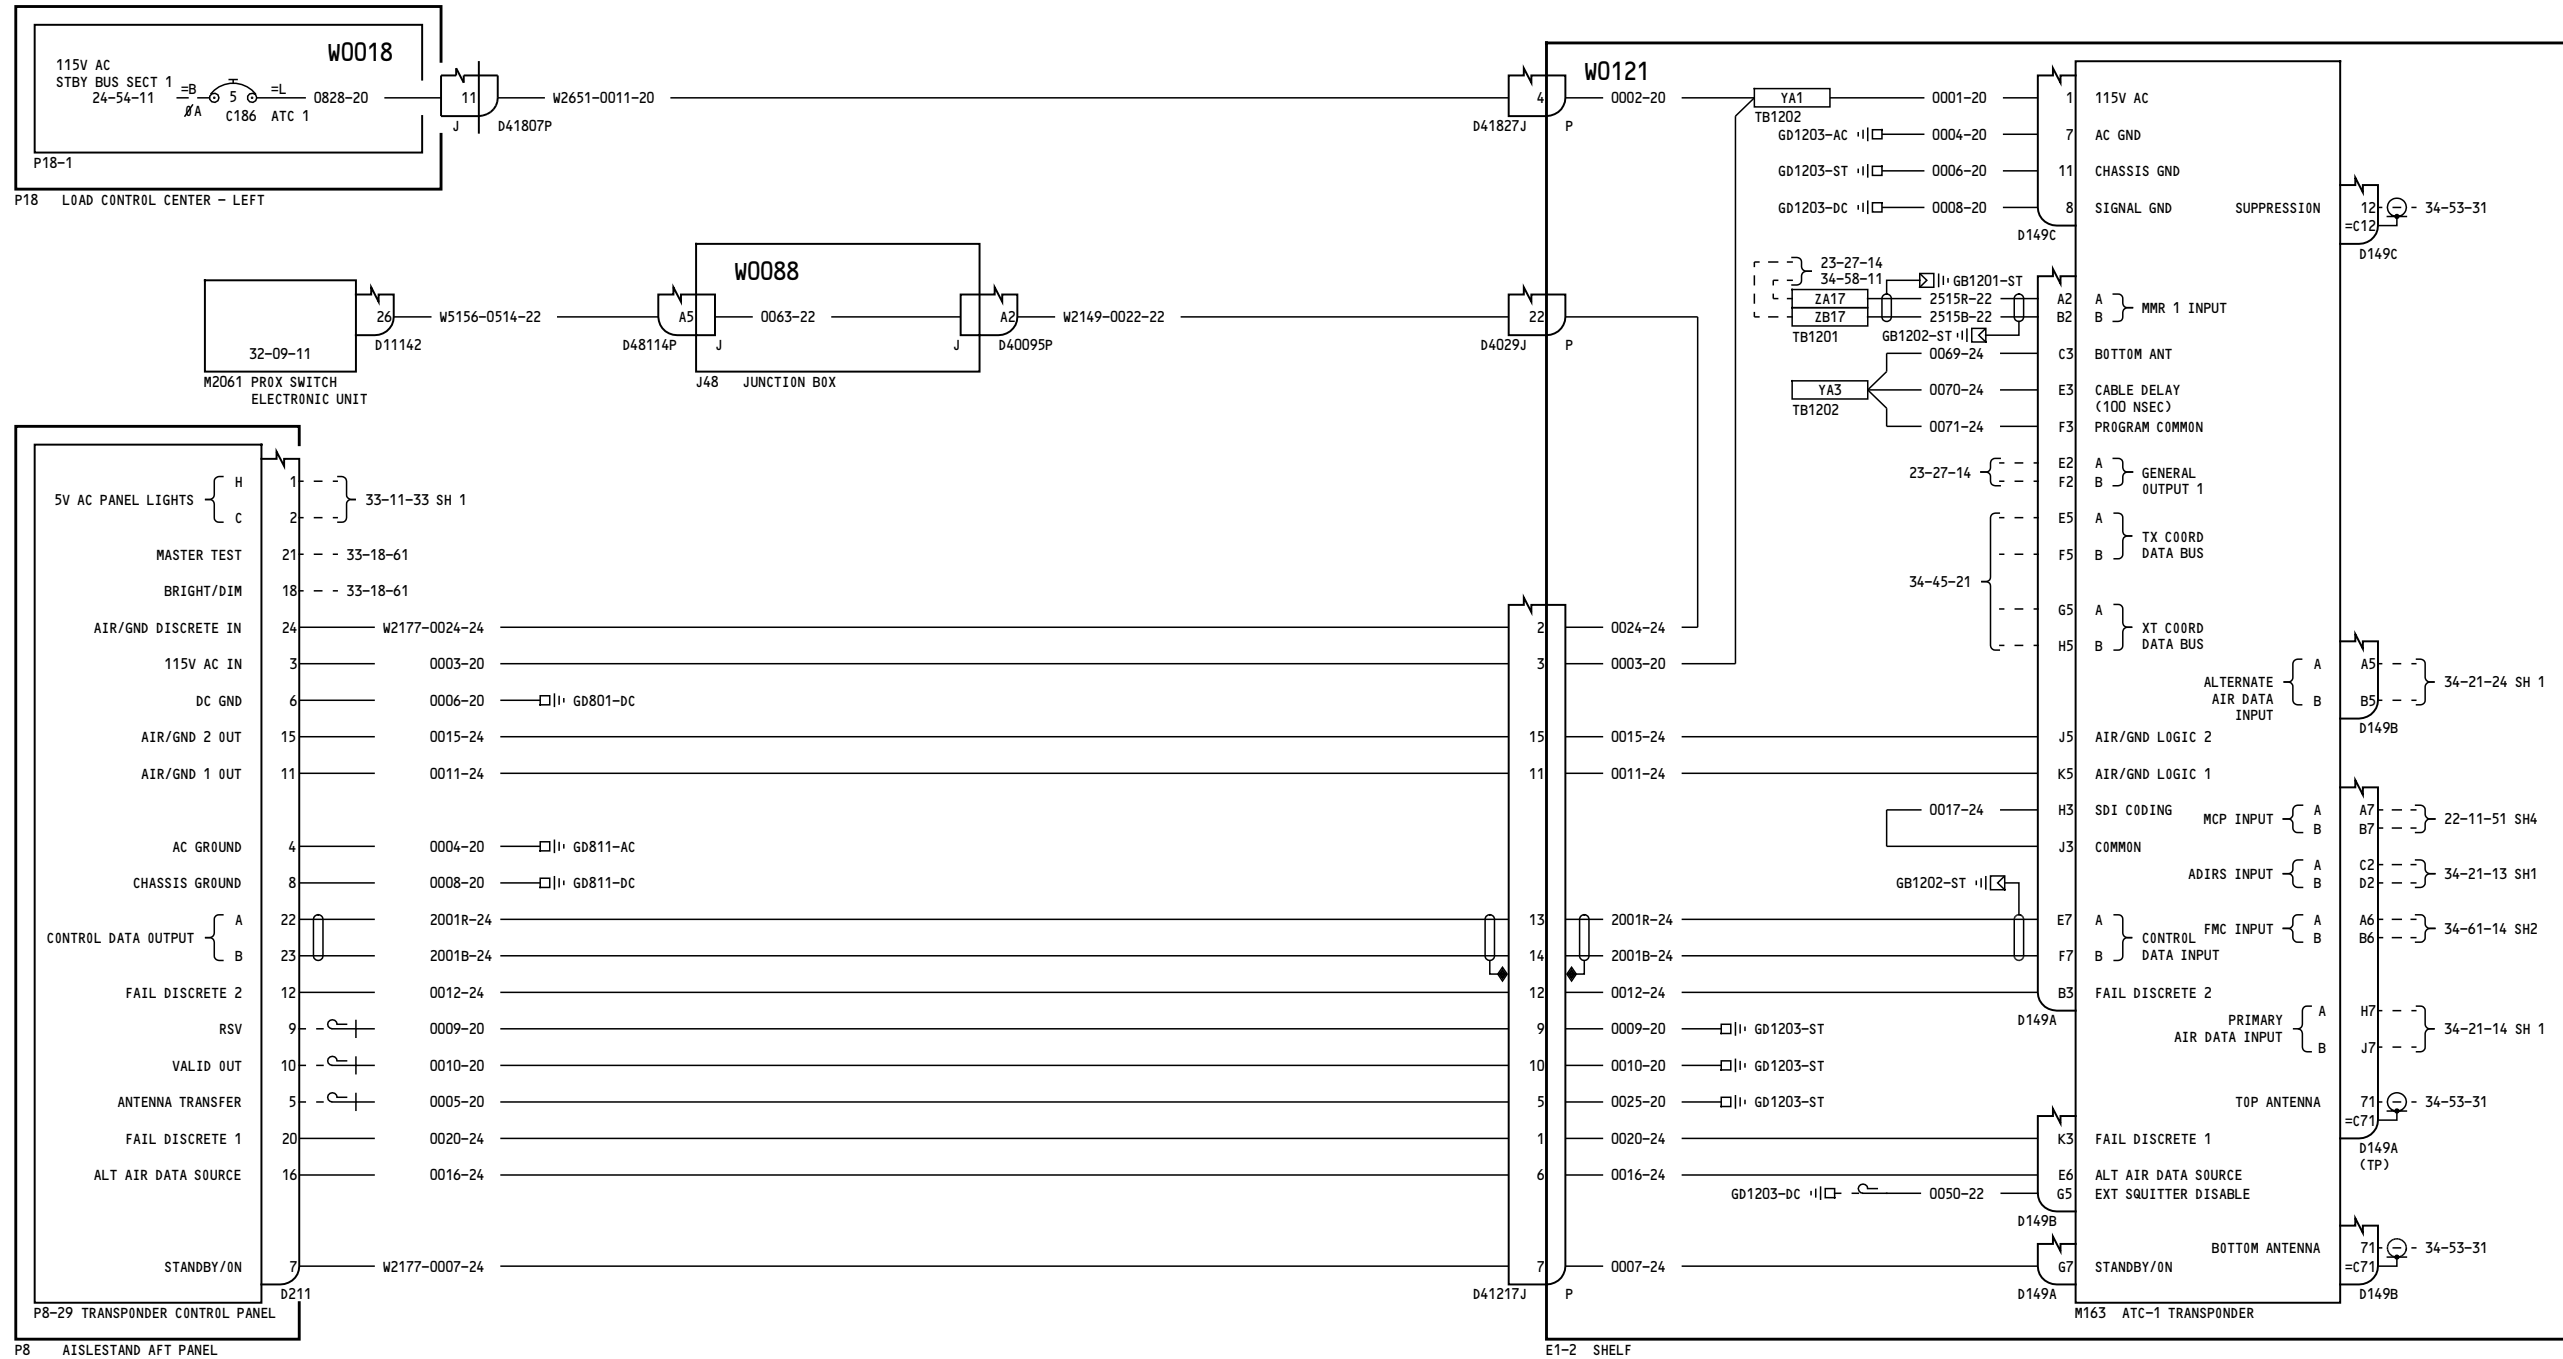 W0018
115V AC
STBY BUS SECT 1
24-54-11
=B
ØA
5
C186
=L
ATC 1
0828-20
P18-1
P18 LOAD CONTROL CENTER - LEFT
11
J
D41807P
W2651-0011-20
4
D41827J
P
W0121
0002-20
YA1
TB1202
0001-20
1
115V AC
GD1203-AC
0004-20
7
AC GND
GD1203-ST
0006-20
11
CHASSIS GND
GD1203-DC
0008-20
8
SIGNAL GND
D149C
SUPPRESSION
12
34-53-31
=C12
D149C
32-09-11
M2061 PROX SWITCH
ELECTRONIC UNIT
26
D11142
W5156-0514-22
A5
D48114P
J
W0088
0063-22
J48 JUNCTION BOX
J
A2
D40095P
W2149-0022-22
22
D4029J
P
23-27-14
34-58-11
GB1201-ST
ZA17
2515R-22
A2
A
ZB17
2515B-22
B2
B
MMR 1 INPUT
TB1201
GB1202-ST
0069-24
C3
BOTTOM ANT
YA3
TB1202
0070-24
E3
CABLE DELAY
(100 NSEC)
0071-24
F3
PROGRAM COMMON
23-27-14
E2
A
F2
B
GENERAL
OUTPUT 1
34-45-21
E5
A
F5
B
TX COORD
DATA BUS
G5
A
H5
B
XT COORD
DATA BUS
ALTERNATE
AIR DATA
INPUT
A
A5
B
B5
34-21-24 SH 1
D149B
5V AC PANEL LIGHTS
H
1
C
2
33-11-33 SH 1
MASTER TEST
21
33-18-61
BRIGHT/DIM
18
33-18-61
AIR/GND DISCRETE IN
24
W2177-0024-24
2
0024-24
115V AC IN
3
0003-20
3
0003-20
DC GND
6
0006-20
GD801-DC
AIR/GND 2 OUT
15
0015-24
15
0015-24
J5
AIR/GND LOGIC 2
AIR/GND 1 OUT
11
0011-24
11
0011-24
K5
AIR/GND LOGIC 1
0017-24
H3
SDI CODING
MCP INPUT
A
A7
B
B7
22-11-51 SH4
AC GROUND
4
0004-20
GD811-AC
J3
COMMON
CHASSIS GROUND
8
0008-20
GD811-DC
GB1202-ST
ADIRS INPUT
A
C2
B
D2
34-21-13 SH1
CONTROL DATA OUTPUT
A
22
2001R-24
13
2001R-24
E7
A
B
23
2001B-24
14
2001B-24
F7
B
CONTROL
DATA INPUT
FMC INPUT
A
A6
B
B6
34-61-14 SH2
FAIL DISCRETE 2
12
0012-24
12
0012-24
B3
FAIL DISCRETE 2
D149A
RSV
9
0009-20
9
0009-20
GD1203-ST
PRIMARY
AIR DATA INPUT
A
H7
B
J7
34-21-14 SH 1
VALID OUT
10
0010-20
10
0010-20
GD1203-ST
ANTENNA TRANSFER
5
0005-20
5
0025-20
GD1203-ST
TOP ANTENNA
71
34-53-31
=C71
D149A
(TP)
FAIL DISCRETE 1
20
0020-24
1
0020-24
K3
FAIL DISCRETE 1
ALT AIR DATA SOURCE
16
0016-24
6
0016-24
E6
ALT AIR DATA SOURCE
GD1203-DC
0050-22
G5
EXT SQUITTER DISABLE
D149B
BOTTOM ANTENNA
71
34-53-31
=C71
D149B
STANDBY/ON
7
W2177-0007-24
7
0007-24
G7
STANDBY/ON
D211
D41217J
P
D149A
P8-29 TRANSPONDER CONTROL PANEL
M163 ATC-1 TRANSPONDER
P8 AISLESTAND AFT PANEL
E1-2 SHELF